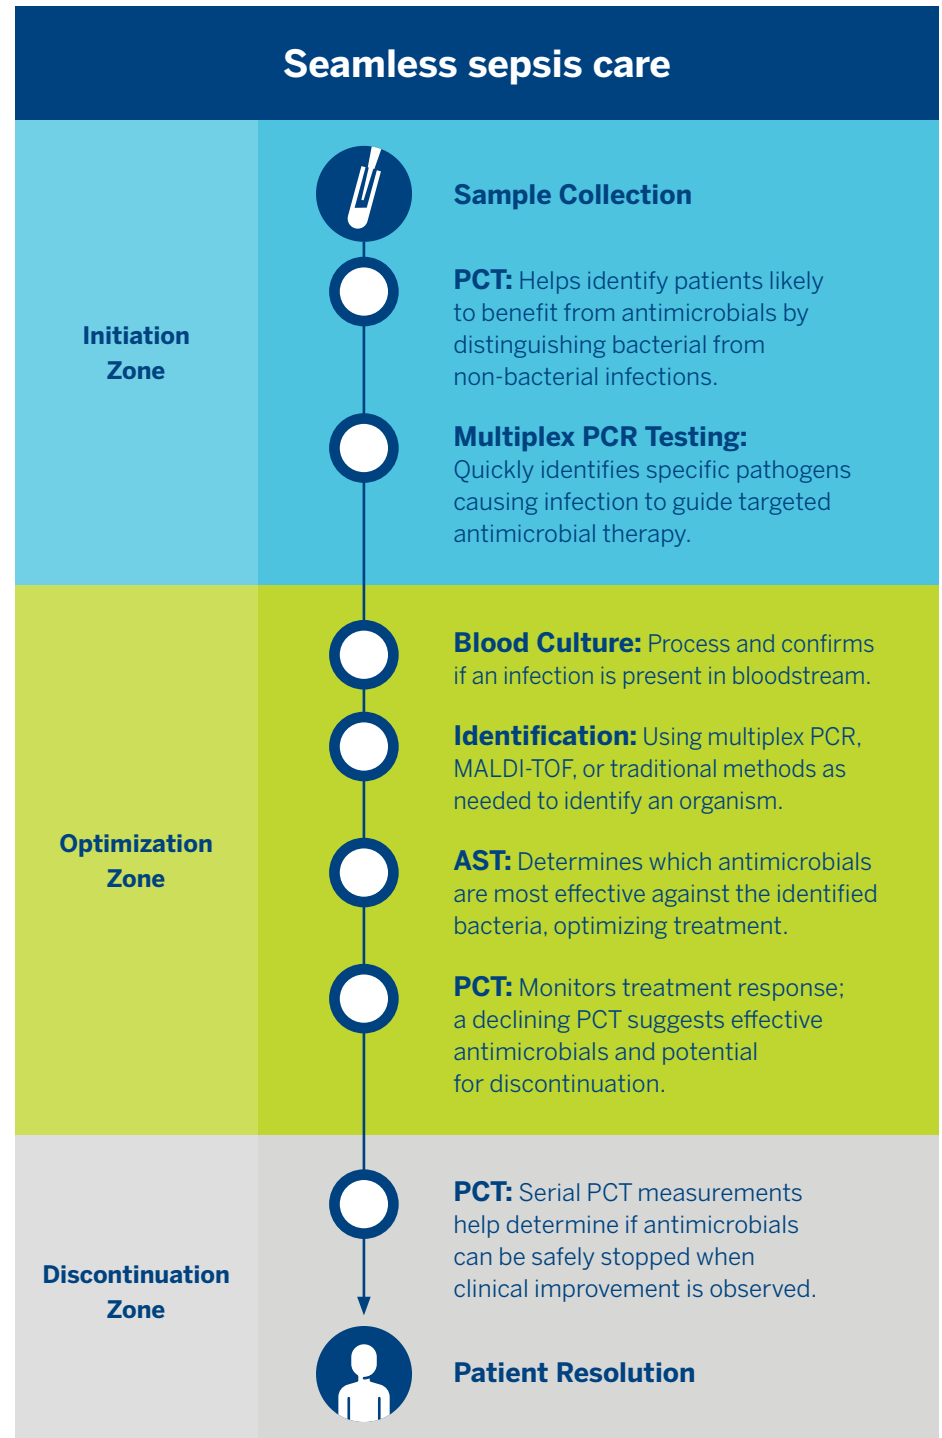 Seamless sepsis care
Initiation
Zone
Sample Collection
PCT: Helps identify patients likely
to benefit from antimicrobials by
distinguishing bacterial from
non-bacterial infections.
Multiplex PCR Testing:
Quickly identifies specific pathogens
causing infection to guide targeted
antimicrobial therapy.
Optimization
Zone
Blood Culture: Process and confirms
if an infection is present in bloodstream.
Identification: Using multiplex PCR,
MALDI-TOF, or traditional methods as
needed to identify an organism.
AST: Determines which antimicrobials
are most effective against the identified
bacteria, optimizing treatment.
PCT: Monitors treatment response;
a declining PCT suggests effective
antimicrobials and potential
for discontinuation.
Discontinuation
Zone
PCT: Serial PCT measurements
help determine if antimicrobials
can be safely stopped when
clinical improvement is observed.
Patient Resolution